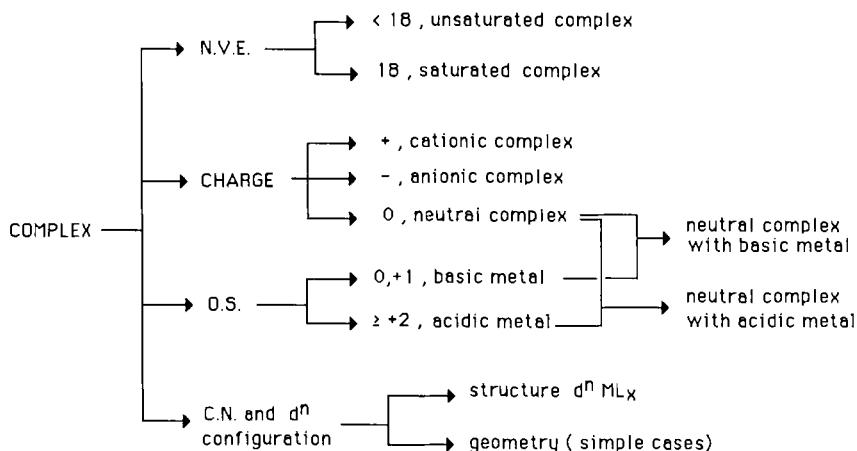 < 18, unsaturated complex
N.V.E.
18, saturated complex
+, cationic complex
CHARGE
-, anionic complex
0, neutral complex
COMPLEX
neutral complex
with basic metal
0,+1, basic metal
O.S.
≥ +2, acidic metal
neutral complex
with acidic metal
structure dⁿ MLx
C.N. and dⁿ
configuration
geometry (simple cases)